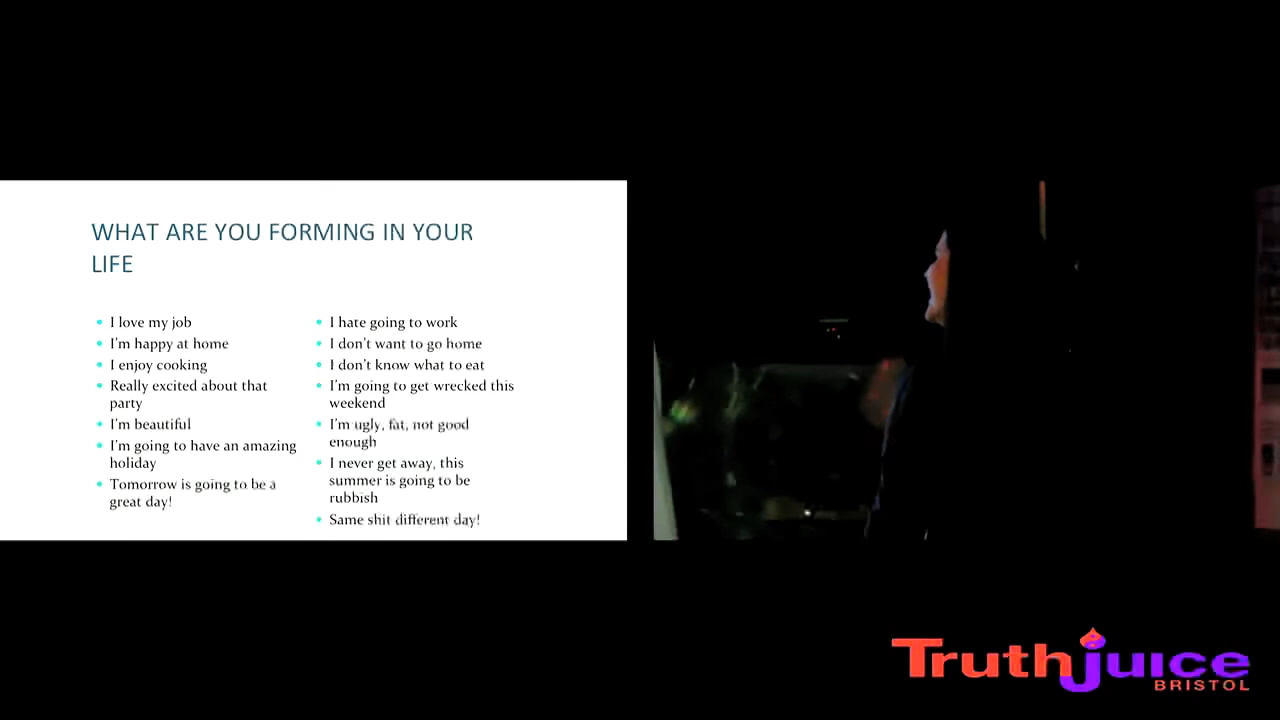 WHAT ARE YOU FORMING IN YOUR
LIFE
I love my job
I'm happy at home
I enjoy cooking
Really excited about that
party
I'm beautiful
I'm going to have an amazing
holiday
Tomorrow is going to be a
great day!
I hate going to work
I don't want to go home
I don't know what to eat
I'm going to get wrecked this
weekend
I'm ugly, fat, not good
enough
I never get away, this
summer is going to be
rubbish
Same shit different day!
Truthjuice
BRISTOL